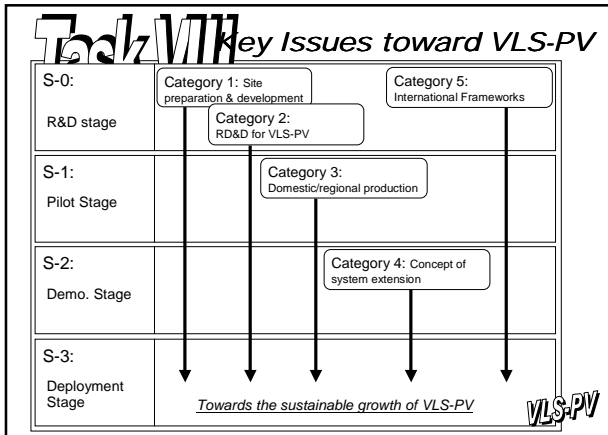 Task VIII
Key Issues toward VLS-PV
S-0:
R&D stage
Category 1: Site
preparation & development
Category 2:
RD&D for VLS-PV
Category 5:
International Frameworks
S-1:
Pilot Stage
Category 3:
Domestic/regional production
S-2:
Demo. Stage
Category 4: Concept of
system extension
S-3:
Deployment
Stage
Towards the sustainable growth of VLS-PV
VLS-PV